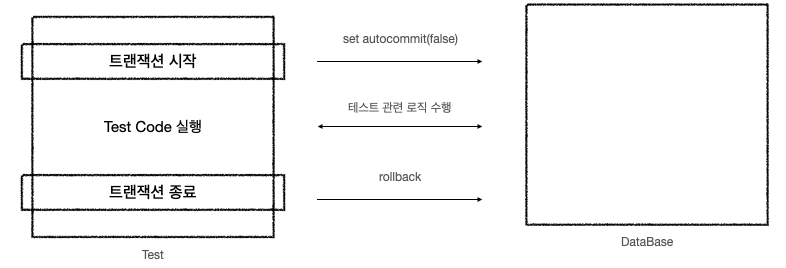 트랜잭션 시작
set autocommit(false)
Test Code 실행
테스트 관련 로직 수행
트랜잭션 종료
rollback
Test
DataBase